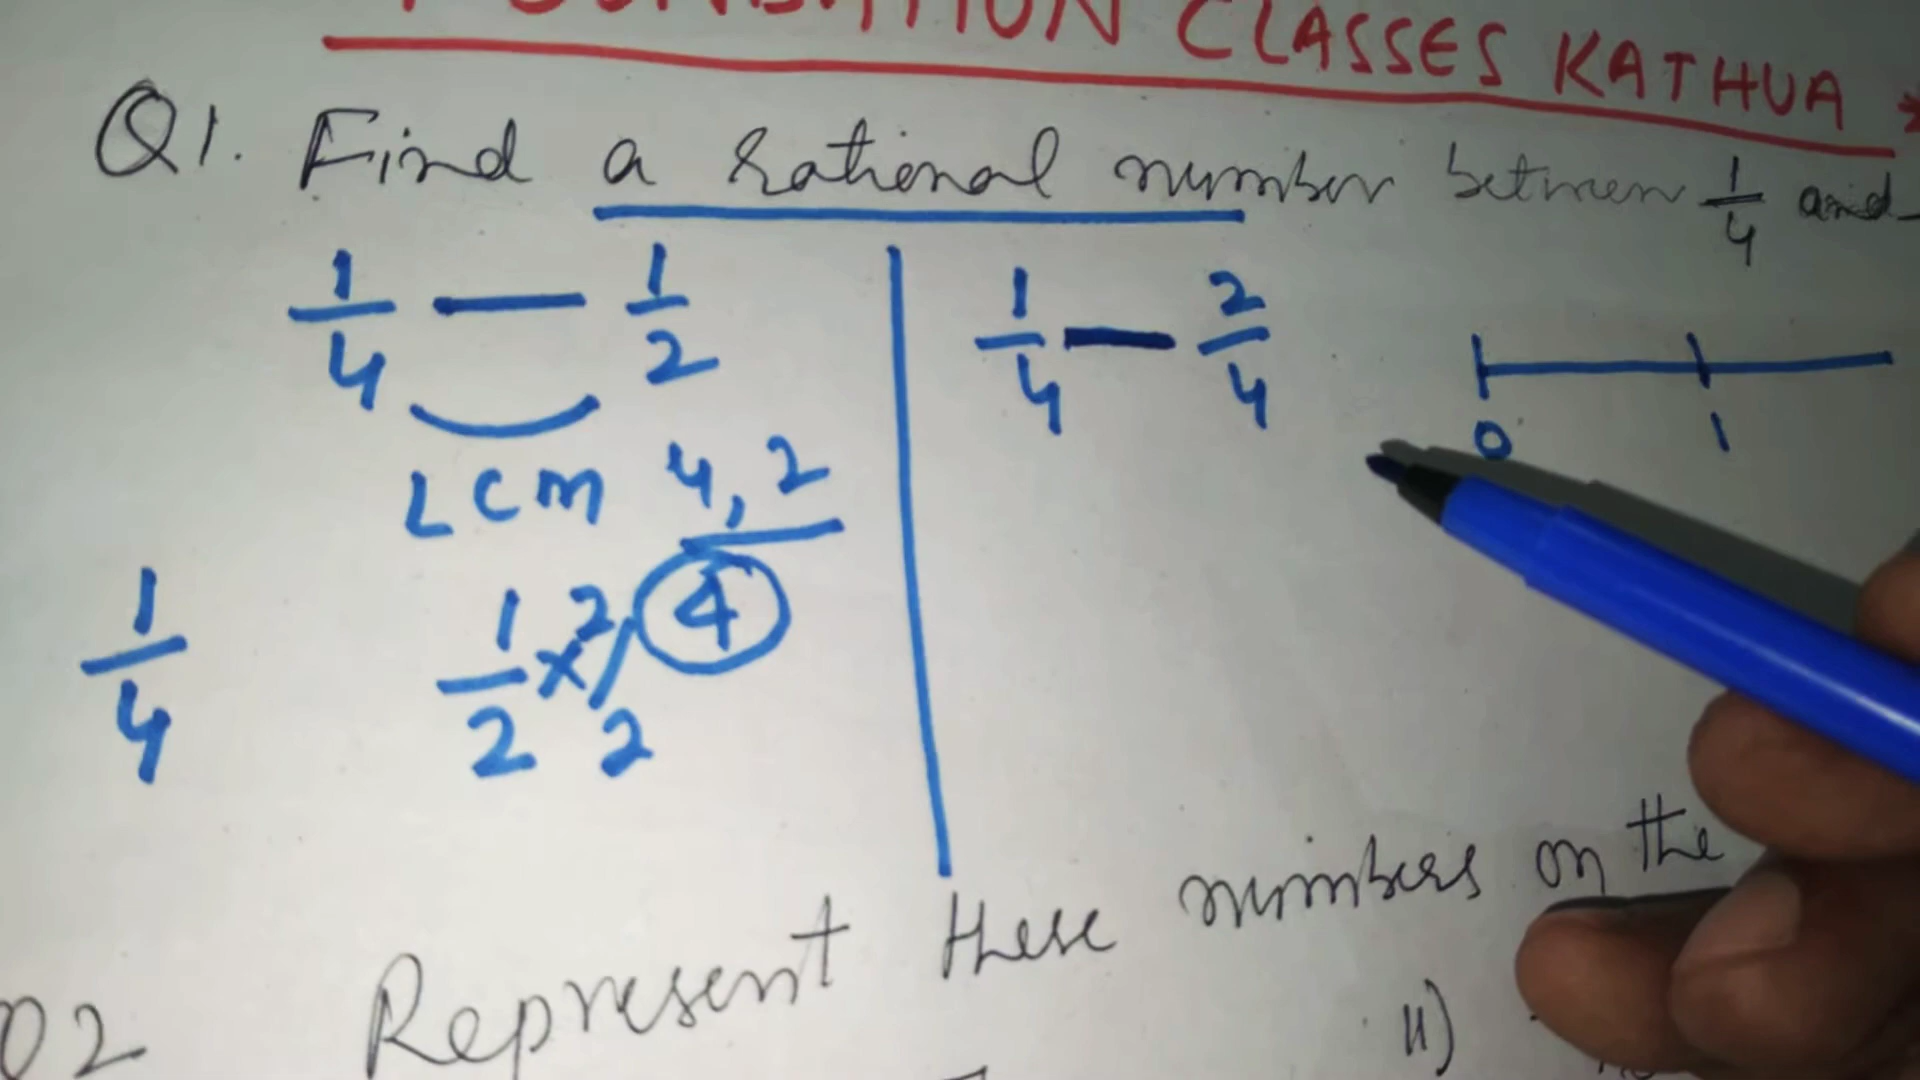 FOUNDATION CLASSES KATHUA *
Q1. Find a rational number between 1/4 and
1/4 — 1/2
1/4 — 2/4
0 1
LCM 4, 2
4
1/4 1/2 × 2/2
Q2 Represent these numbers on the
II)